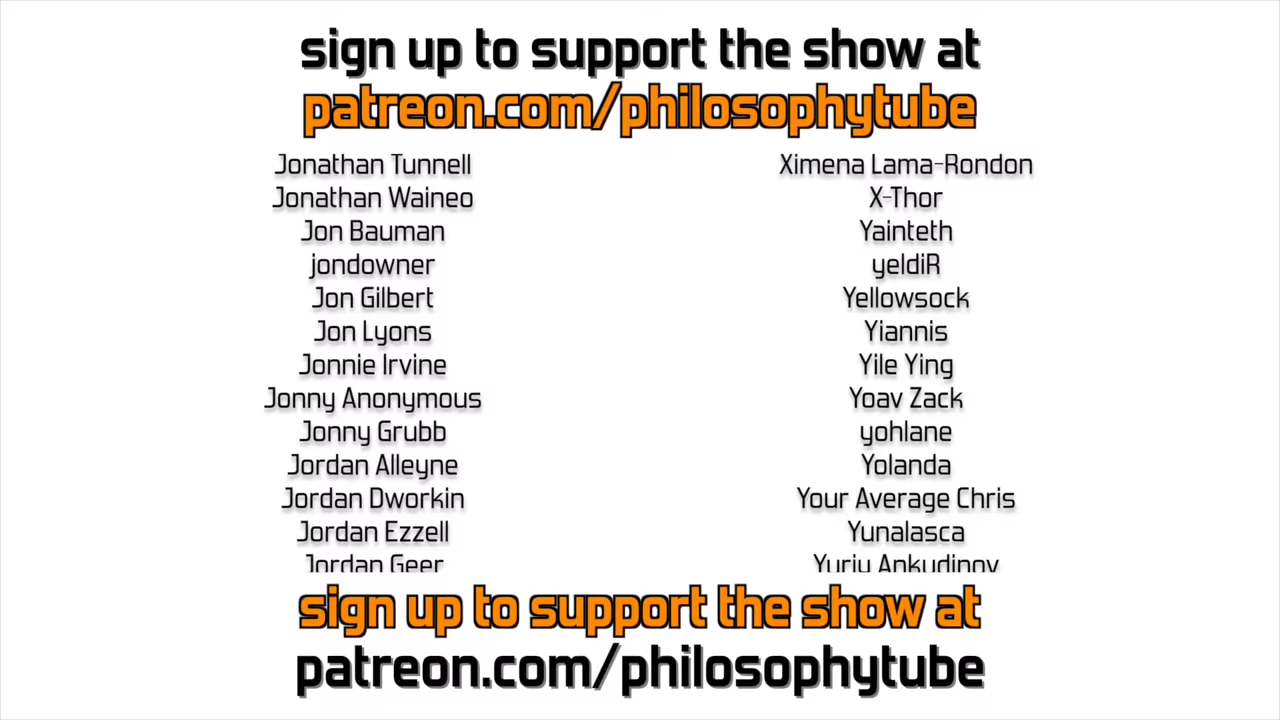 sign up to support the show at
patreon.com/philosophytube
Jonathan Tunnell
Jonathan Waineo
Jon Bauman
jondowner
Jon Gilbert
Jon Lyons
Jonnie Irvine
Jonny Anonymous
Jonny Grubb
Jordan Alleyne
Jordan Dworkin
Jordan Ezzell
Jordan Geer
Ximena Lama-Rondon
X-Thor
Yainteth
yeldiR
Yellowsock
Yiannis
Yile Ying
Yoav Zack
yohlane
Yolanda
Your Average Chris
Yunalasca
Yuriy Ankudinov
sign up to support the show at
patreon.com/philosophytube